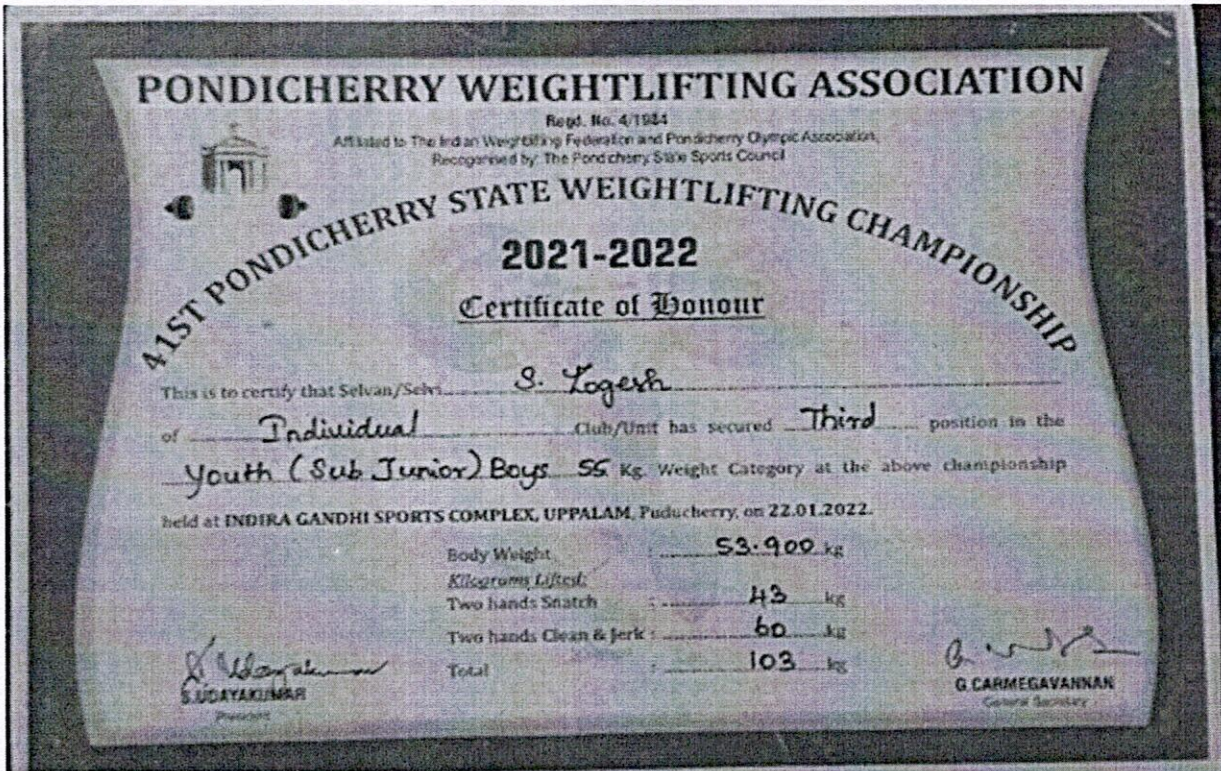 PONDICHERRY WEIGHTLIFTING ASSOCIATION
Regd. No. 4/1984
Affiliated to The Indian Weightlifting Federation and Pondicherry Olympic Association,
Recogenised by: The Pondicherry State Sports Council
41ST PONDICHERRY STATE WEIGHTLIFTING CHAMPIONSHIP
2021-2022
Certificate of Honour
This is to certify that Selvan/Selvi S. Yogesh
of Individual Club/Unit has secured Third position in the
Youth (Sub Junior) Boys 55 Kg. Weight Category at the above championship
held at INDIRA GANDHI SPORTS COMPLEX, UPPALAM, Puducherry, on 22.01.2022.
Body Weight : 53.900 kg
Kilograms Lifted:
Two hands Snatch : 43 kg
Two hands Clean & Jerk : 60 kg
Total : 103 kg
S. Udayakumar
S.UDAYAKUMAR
President
G.CARMEGAVANNAN
General Secretary